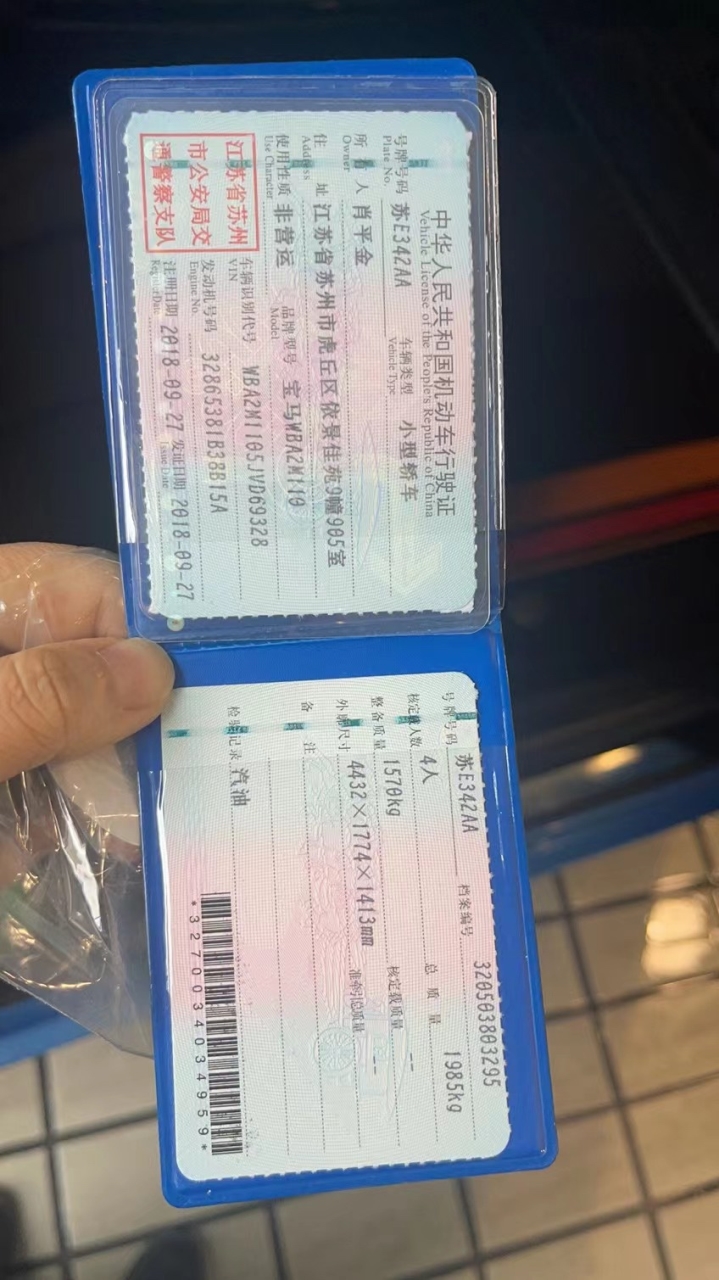 中华人民共和国机动车行驶证
Vehicle License of the People's Republic of China
号牌号码 苏E342AA 车辆类型 小型轿车
Plate No. Vehicle Type
所有人 肖平金
Owner
住址 江苏省苏州市虎丘区依景佳苑9幢905室
Address
使用性质 非营运 品牌型号 宝马WBA2M110
Use Character Model
江苏省苏州
市公安局交
通警察支队
车辆识别代号 WBA2M1105JVD69328
VIN
发动机号码 32865381B38B15A
Engine No.
注册日期 2018-09-27 发证日期 2018-09-27
Register Date Issue Date
号牌号码 苏E342AA 档案编号 320503803295
核定载人数 4人 总质量 1985kg
整备质量 1570kg 核定载质量 --
外廓尺寸 4432×1774×1413mm 准牵引总质量 --
备注
检验记录 汽油
*3270034034959*